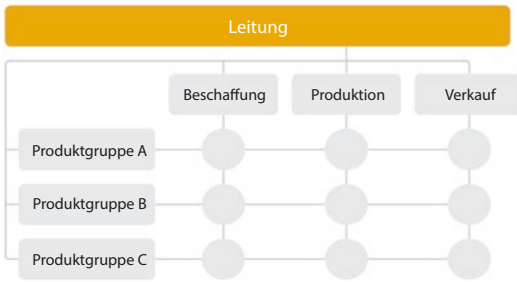 Leitung
Beschaffung
Produktion
Verkauf
Produktgruppe A
Produktgruppe B
Produktgruppe C